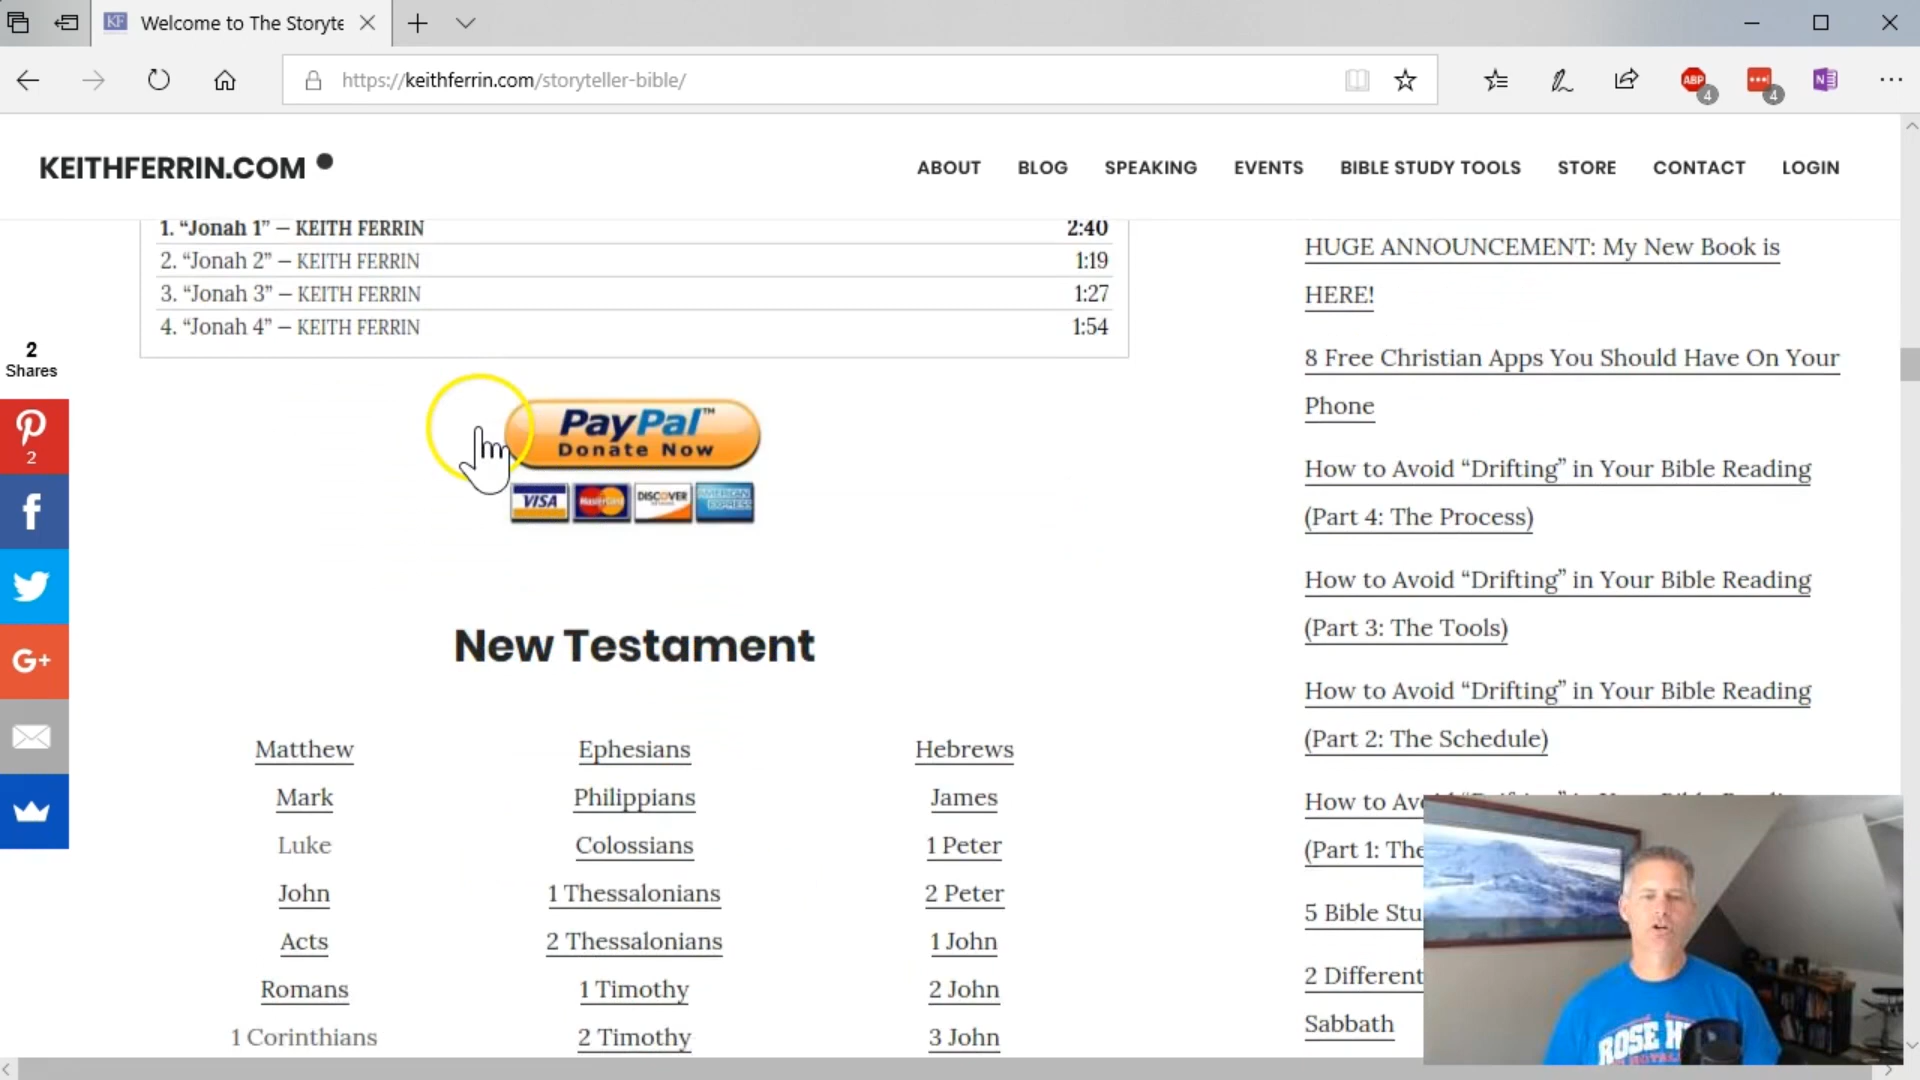 Welcome to The Storyte
https://keithferrin.com/storyteller-bible/
ABP
4
4
N
KEITHFERRIN.COM
ABOUT BLOG SPEAKING EVENTS BIBLE STUDY TOOLS STORE CONTACT LOGIN
1. “Jonah 1” — KEITH FERRIN 2:40
2. “Jonah 2” — KEITH FERRIN 1:19
3. “Jonah 3” — KEITH FERRIN 1:27
4. “Jonah 4” — KEITH FERRIN 1:54
2
Shares
2
G+
PayPal™
Donate Now
VISA MasterCard DISCOVER AMERICAN EXPRESS
New Testament
Matthew Ephesians Hebrews
Mark Philippians James
Luke Colossians 1 Peter
John 1 Thessalonians 2 Peter
Acts 2 Thessalonians 1 John
Romans 1 Timothy 2 John
1 Corinthians 2 Timothy 3 John
HUGE ANNOUNCEMENT: My New Book is
HERE!
8 Free Christian Apps You Should Have On Your
Phone
How to Avoid “Drifting” in Your Bible Reading
(Part 4: The Process)
How to Avoid “Drifting” in Your Bible Reading
(Part 3: The Tools)
How to Avoid “Drifting” in Your Bible Reading
(Part 2: The Schedule)
How to Av
(Part 1: The
5 Bible Stu
2 Different
Sabbath
ROSE H